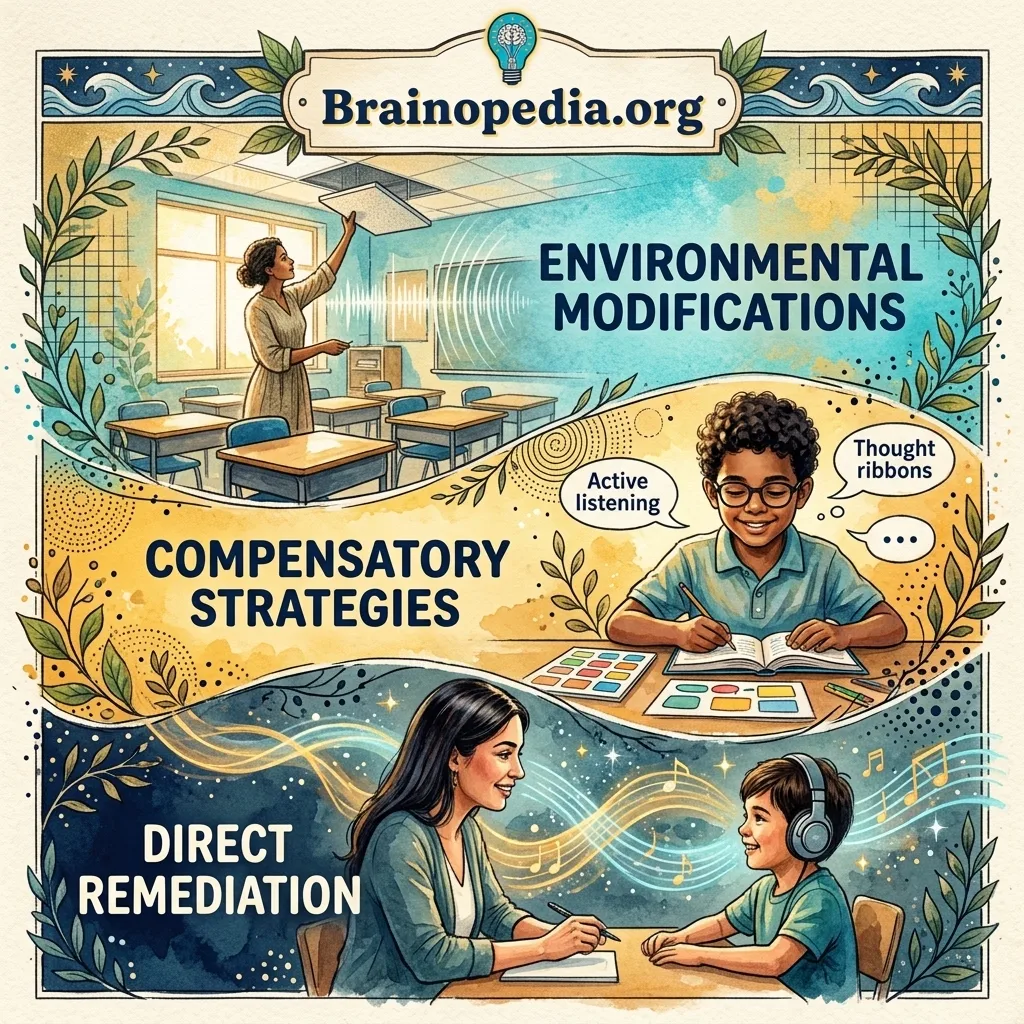 Brainopedia.org
ENVIRONMENTAL
MODIFICATIONS
Active
listening
Thought
ribbons
...
COMPENSATORY
STRATEGIES
DIRECT
REMEDIATION